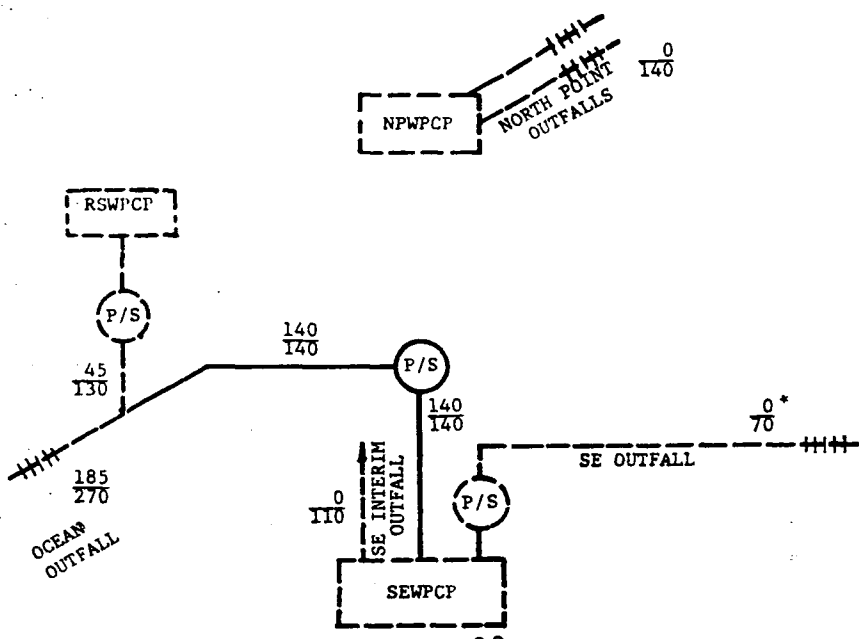 0
140
NPWPCP
NORTH POINT
OUTFALLS
RSWPCP
P/S
45
130
140
140
P/S
140
140
0 *
70
SE OUTFALL
185
270
OCEAN
OUTFALL
0
110
SE INTERIM
OUTFALL
P/S
SEWPCP